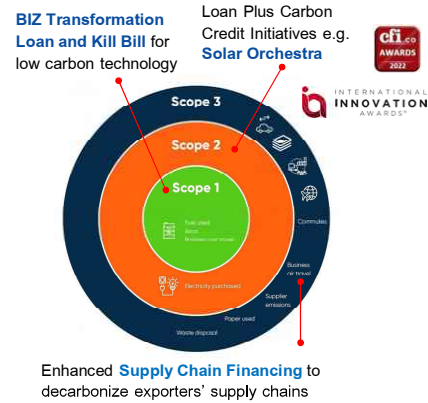 BIZ Transformation
Loan and Kill Bill for
low carbon technology
Loan Plus Carbon
Credit Initiatives e.g.
Solar Orchestra
cfi.co
AWARDS
2022
INTERNATIONAL
INNOVATION
AWARDS®
Scope 3
Scope 2
Scope 1
Fuel used
Commutes
Business
air travel
Electricity purchased
Supplier
emissions
Paper used
Waste disposal
Enhanced Supply Chain Financing to
decarbonize exporters' supply chains